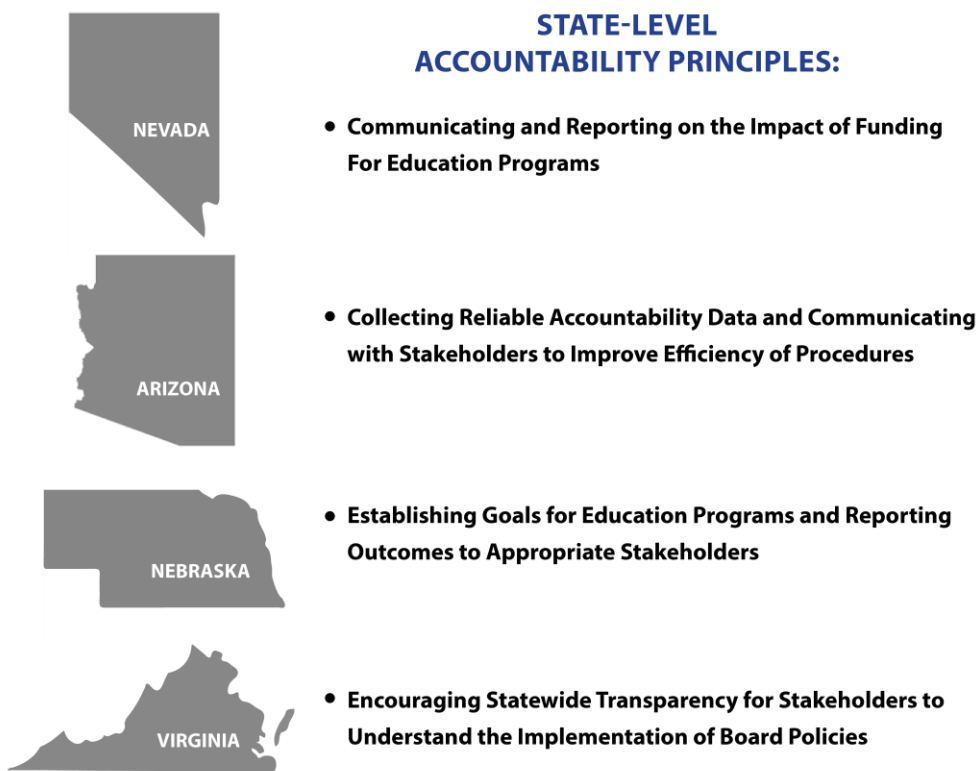 STATE-LEVEL
ACCOUNTABILITY PRINCIPLES:
NEVADA
• Communicating and Reporting on the Impact of Funding
For Education Programs
ARIZONA
• Collecting Reliable Accountability Data and Communicating
with Stakeholders to Improve Efficiency of Procedures
NEBRASKA
• Establishing Goals for Education Programs and Reporting
Outcomes to Appropriate Stakeholders
VIRGINIA
• Encouraging Statewide Transparency for Stakeholders to
Understand the Implementation of Board Policies